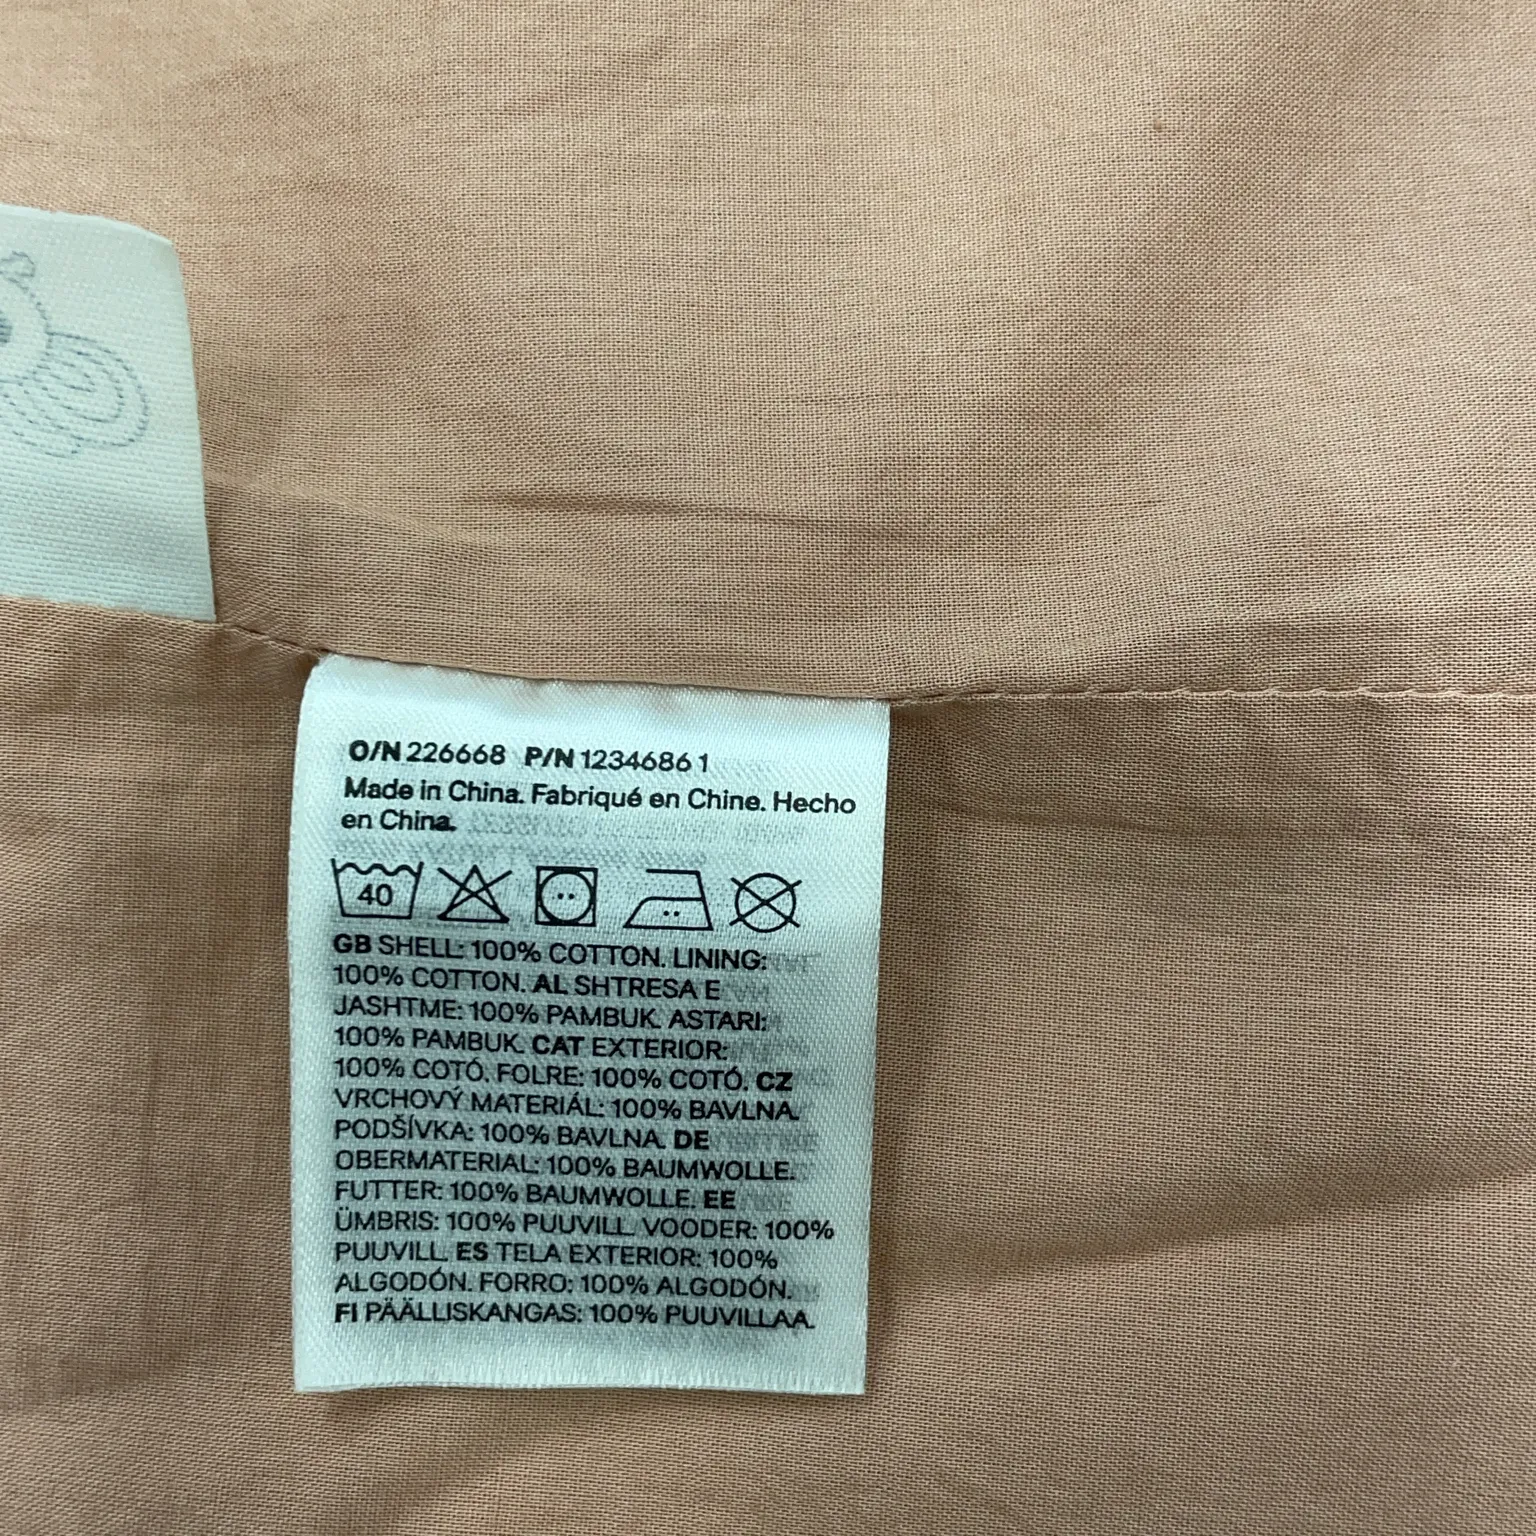 O/N 226668 P/N 12346861
Made in China. Fabriqué en Chine. Hecho
en China.
40
GB SHELL: 100% COTTON. LINING:
100% COTTON. AL SHTRESA E
JASHTME: 100% PAMBUK. ASTARI:
100% PAMBUK. CAT EXTERIOR:
100% COTÓ. FOLRE: 100% COTÓ. CZ
VRCHOVÝ MATERIÁL: 100% BAVLNA.
PODŠÍVKA: 100% BAVLNA. DE
OBERMATERIAL: 100% BAUMWOLLE.
FUTTER: 100% BAUMWOLLE. EE
ÜMBRIS: 100% PUUVILL. VOODER: 100%
PUUVILL. ES TELA EXTERIOR: 100%
ALGODÓN. FORRO: 100% ALGODÓN.
FI PÄÄLLISKANGAS: 100% PUUVILLAA.